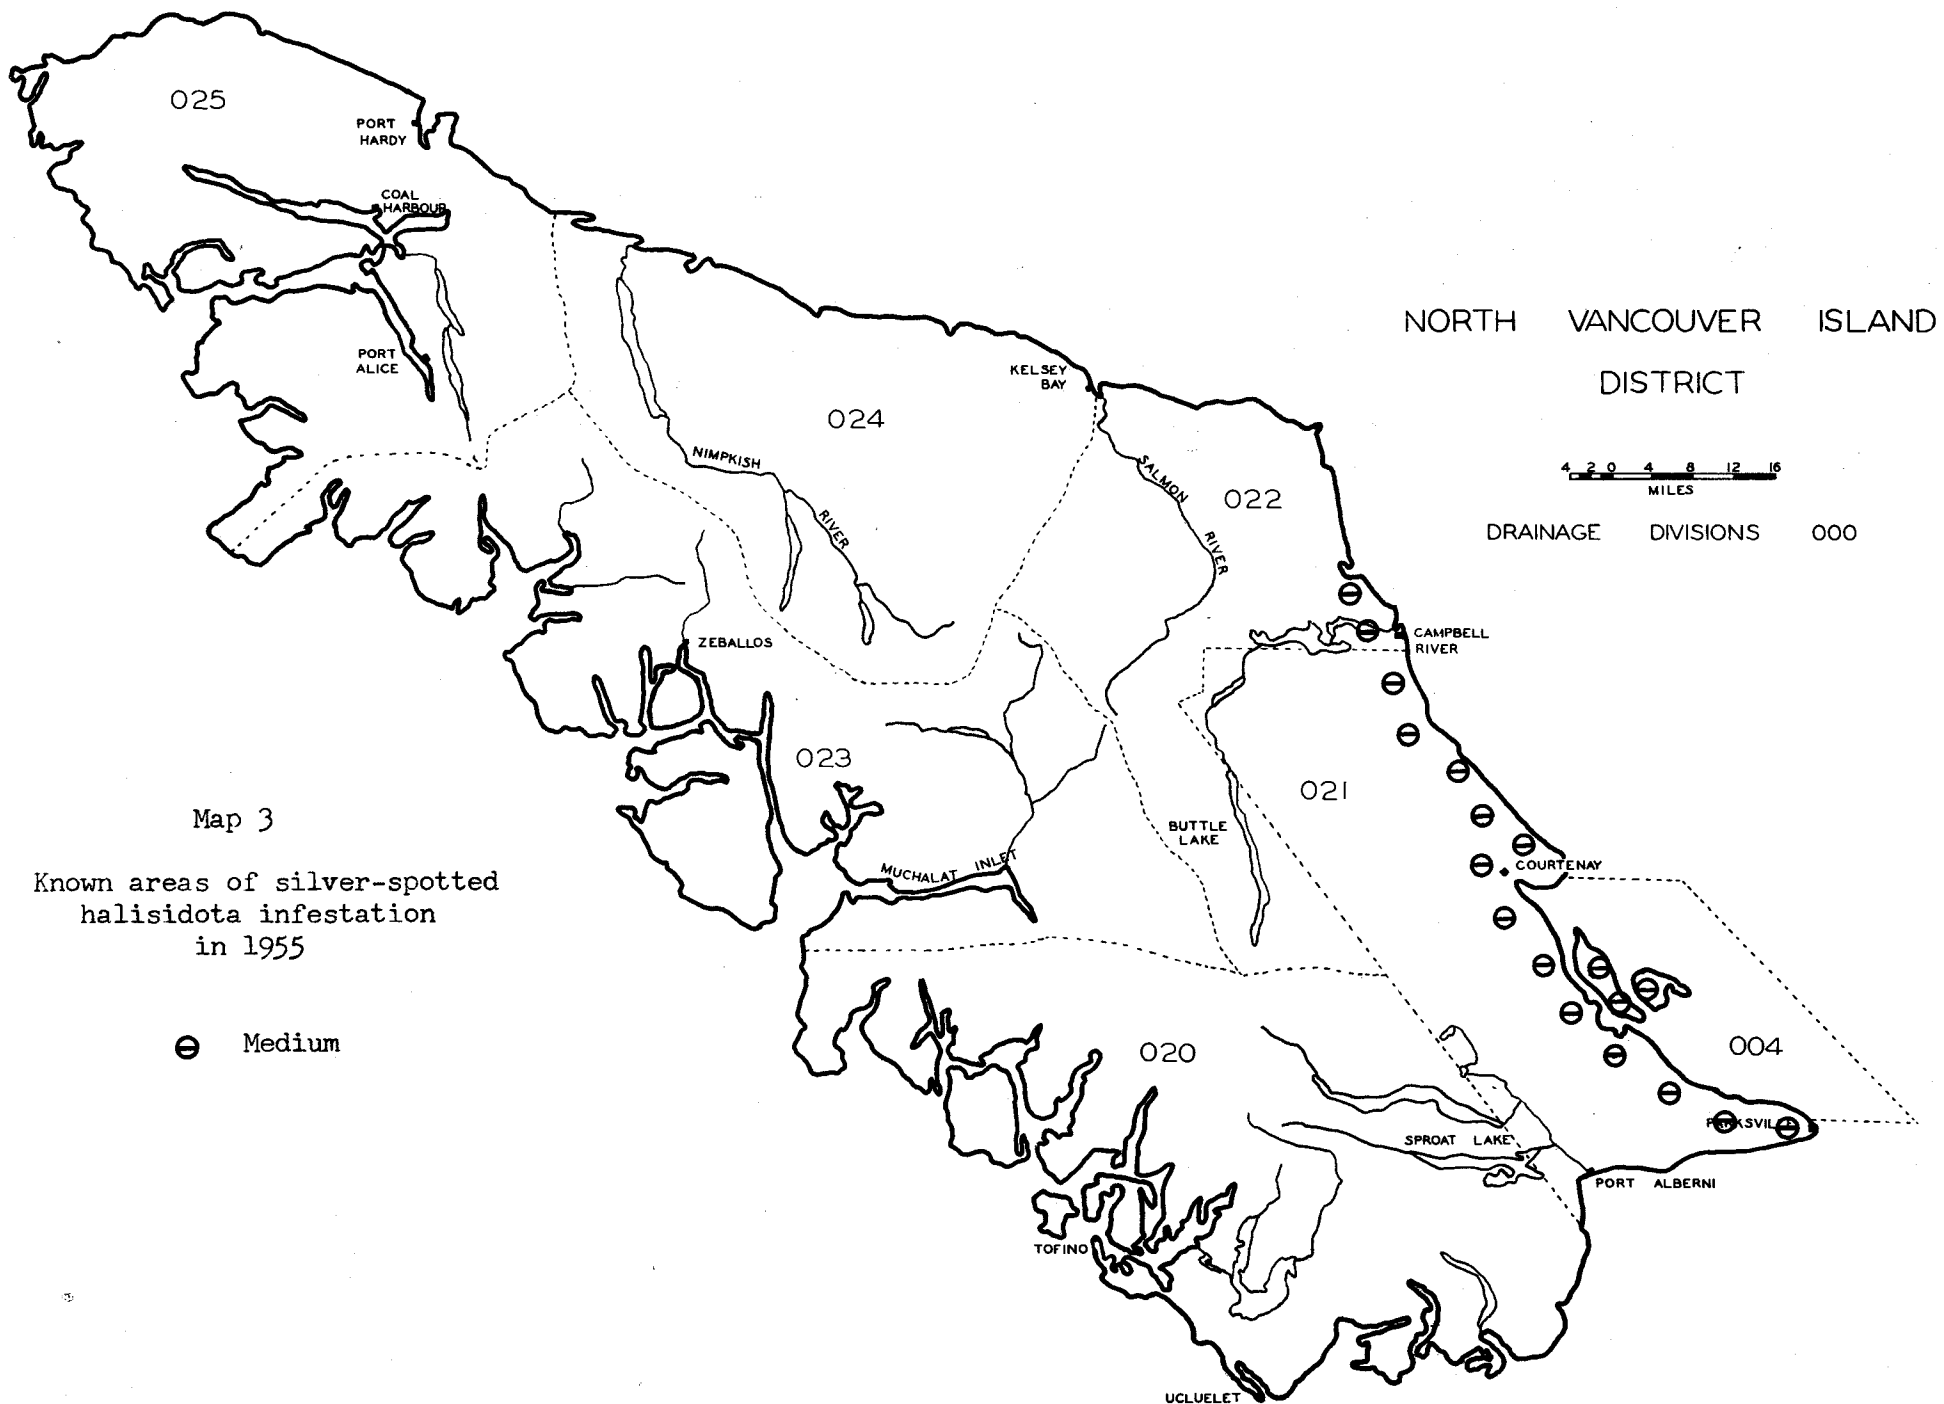 025
PORT
HARDY
COAL
HARBOUR
PORT
ALICE
NORTH VANCOUVER ISLAND
DISTRICT
4 2 0 4 8 12 16
MILES
DRAINAGE DIVISIONS 000
KELSEY
BAY
024
NIMPKISH
RIVER
SALMON
RIVER
022
CAMPBELL
RIVER
ZEBALLOS
023
021
BUTTLE
LAKE
MUCHALAT INLET
COURTENAY
Map 3
Known areas of silver-spotted
halisidota infestation
in 1955
Medium
020
004
PARKSVILLE
SPROAT LAKE
PORT ALBERNI
TOFINO
UCLUELET